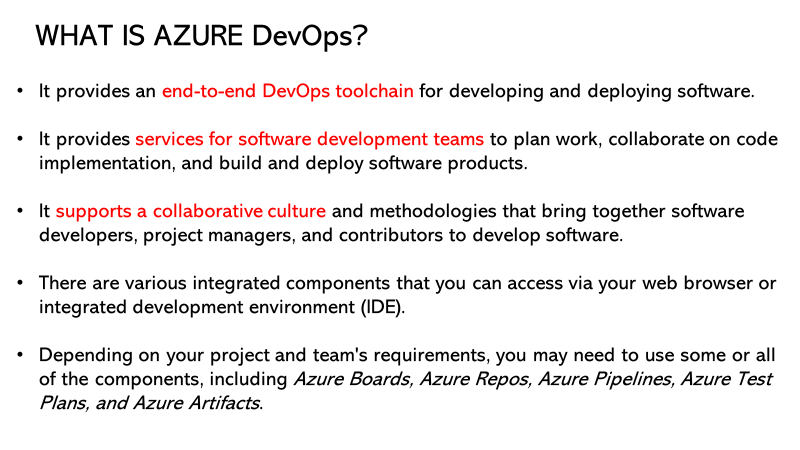 WHAT IS AZURE DevOps?
• It provides an end-to-end DevOps toolchain for developing and deploying software.
• It provides services for software development teams to plan work, collaborate on code
implementation, and build and deploy software products.
• It supports a collaborative culture and methodologies that bring together software
developers, project managers, and contributors to develop software.
• There are various integrated components that you can access via your web browser or
integrated development environment (IDE).
• Depending on your project and team's requirements, you may need to use some or all
of the components, including Azure Boards, Azure Repos, Azure Pipelines, Azure Test
Plans, and Azure Artifacts.